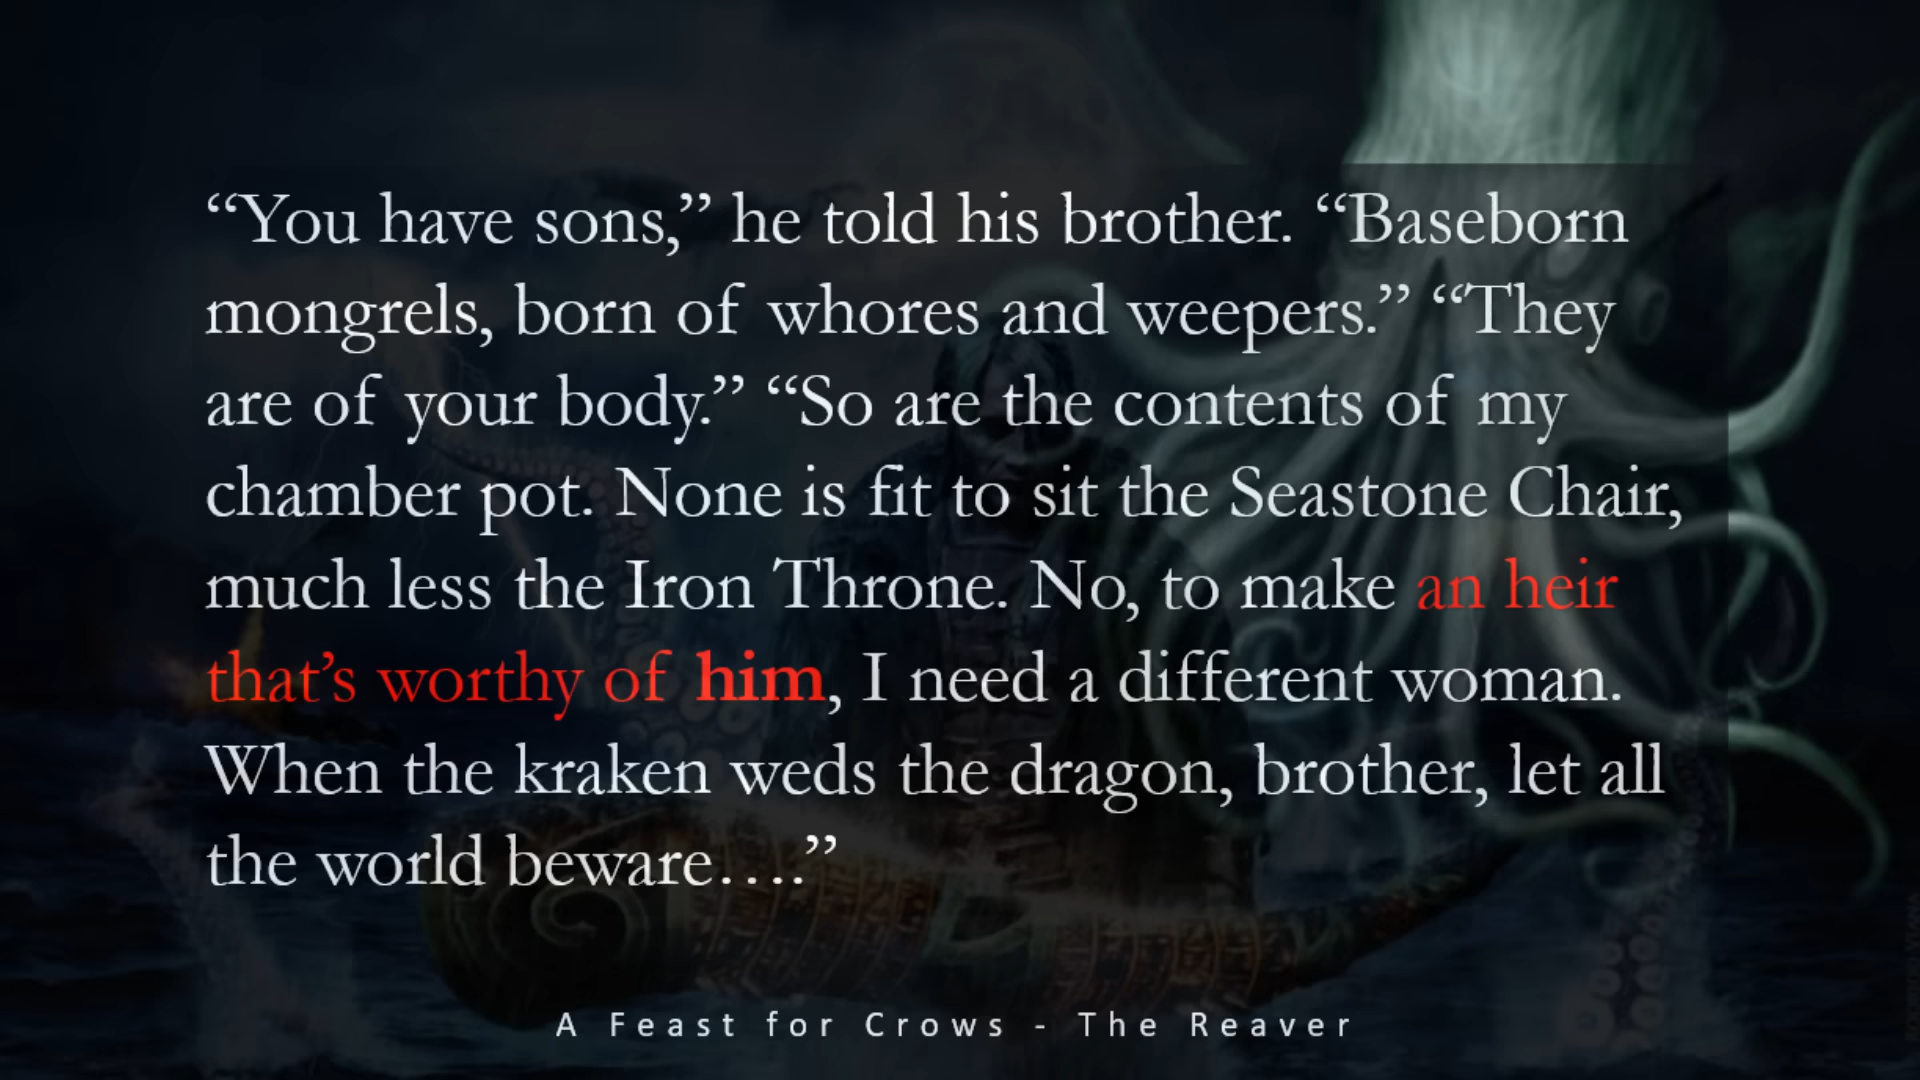 “You have sons,” he told his brother. “Baseborn
mongrels, born of whores and weepers.” “They
are of your body.” “So are the contents of my
chamber pot. None is fit to sit the Seastone Chair,
much less the Iron Throne. No, to make an heir
that’s worthy of him, I need a different woman.
When the kraken weds the dragon, brother, let all
the world beware….”
A Feast for Crows - The Reaver